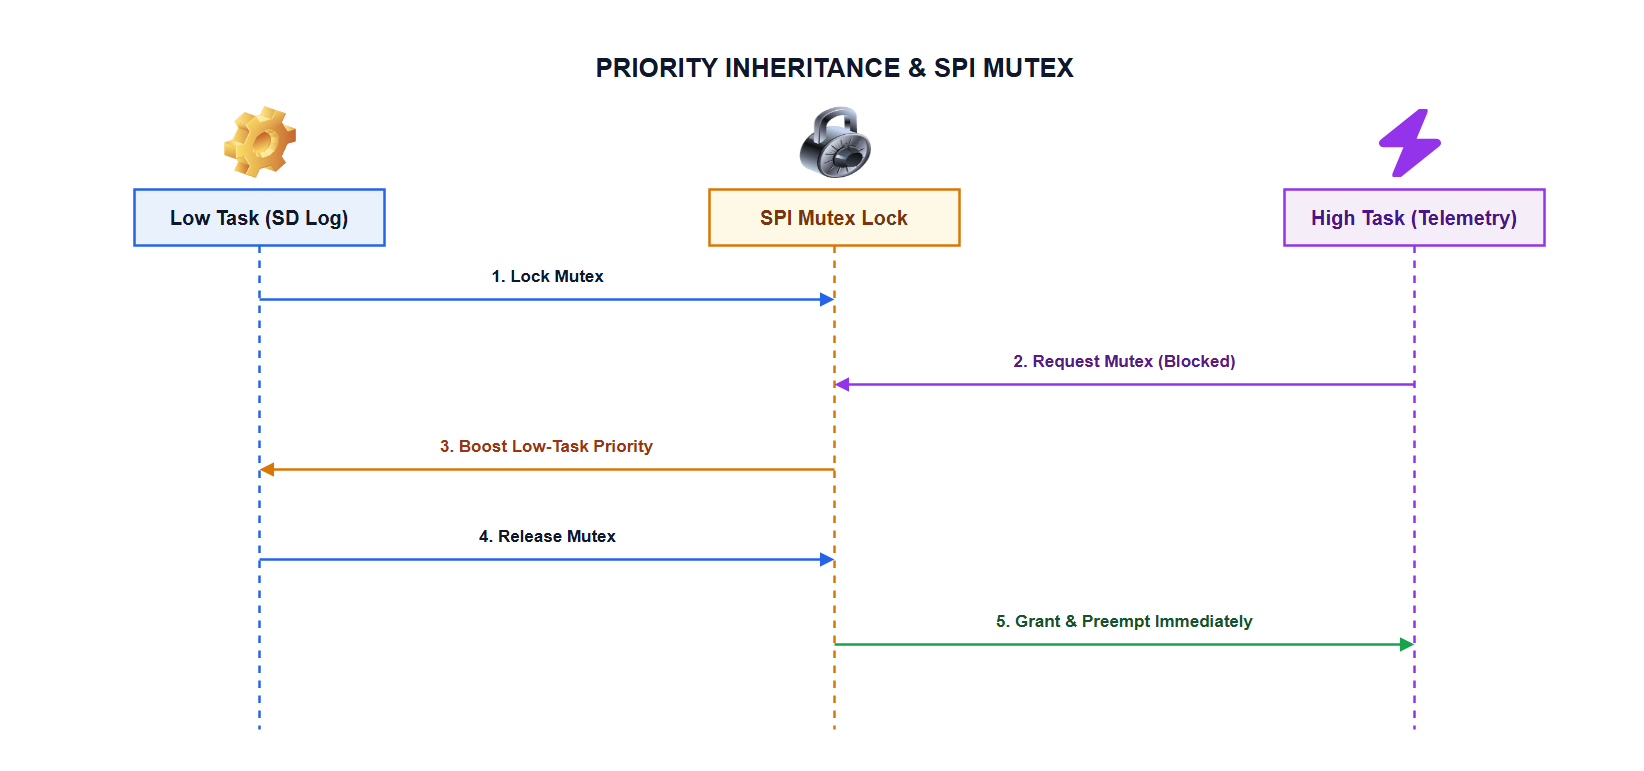 PRIORITY INHERITANCE & SPI MUTEX
Low Task (SD Log)
SPI Mutex Lock
High Task (Telemetry)
1. Lock Mutex
2. Request Mutex (Blocked)
3. Boost Low-Task Priority
4. Release Mutex
5. Grant & Preempt Immediately